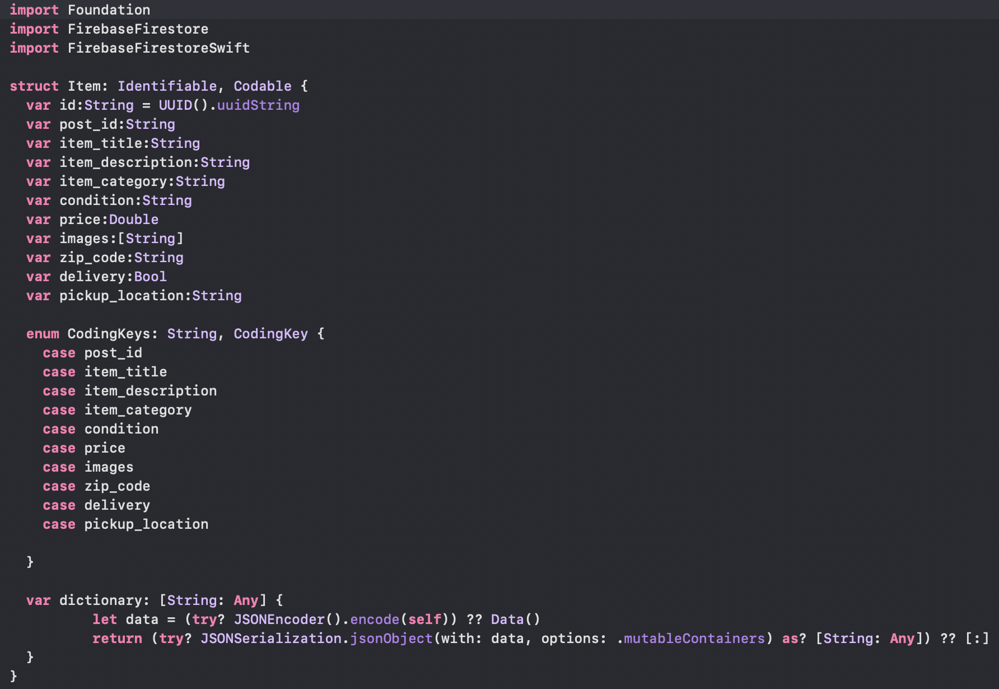 import Foundation
import FirebaseFirestore
import FirebaseFirestoreSwift
struct Item: Identifiable, Codable {
var id:String = UUID().uuidString
var post_id:String
var item_title:String
var item_description:String
var item_category:String
var condition:String
var price:Double
var images:[String]
var zip_code:String
var delivery:Bool
var pickup_location:String
enum CodingKeys: String, CodingKey {
case post_id
case item_title
case item_description
case item_category
case condition
case price
case images
case zip_code
case delivery
case pickup_location
}
var dictionary: [String: Any] {
let data = (try? JSONEncoder().encode(self)) ?? Data()
return (try? JSONSerialization.jsonObject(with: data, options: .mutableContainers) as? [String: Any]) ?? [:]
}
}